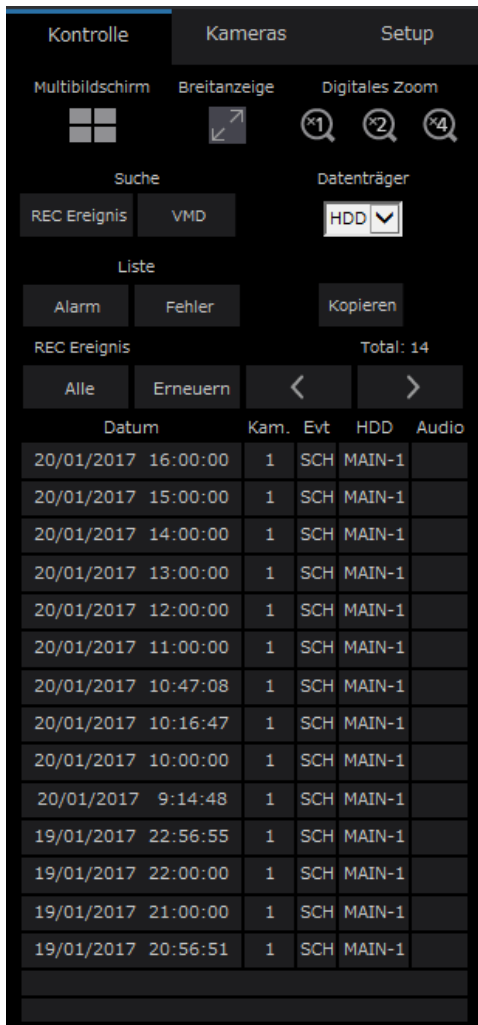 Kontrolle Kameras Setup
Multibildschirm Breitanzeige Digitales Zoom
×1 ×2 ×4
Suche Datenträger
REC Ereignis VMD HDD
Liste
Alarm Fehler Kopieren
REC Ereignis Total: 14
Alle Erneuern < >
Datum Kam. Evt HDD Audio
20/01/2017 16:00:00 1 SCH MAIN-1
20/01/2017 15:00:00 1 SCH MAIN-1
20/01/2017 14:00:00 1 SCH MAIN-1
20/01/2017 13:00:00 1 SCH MAIN-1
20/01/2017 12:00:00 1 SCH MAIN-1
20/01/2017 11:00:00 1 SCH MAIN-1
20/01/2017 10:47:08 1 SCH MAIN-1
20/01/2017 10:16:47 1 SCH MAIN-1
20/01/2017 10:00:00 1 SCH MAIN-1
20/01/2017 9:14:48 1 SCH MAIN-1
19/01/2017 22:56:55 1 SCH MAIN-1
19/01/2017 22:00:00 1 SCH MAIN-1
19/01/2017 21:00:00 1 SCH MAIN-1
19/01/2017 20:56:51 1 SCH MAIN-1